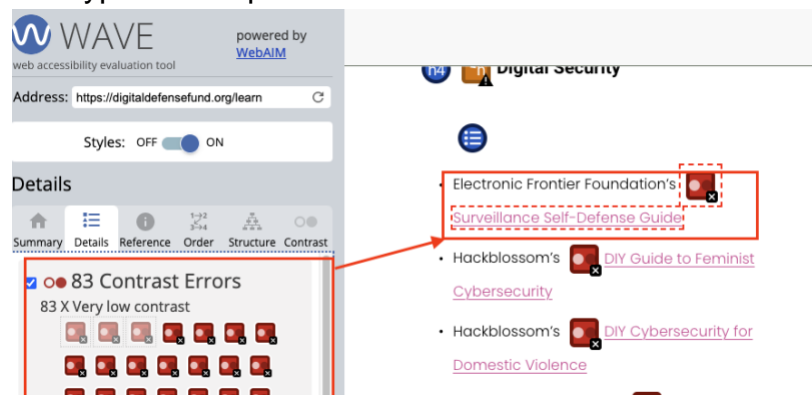 WAVE
powered by
WebAIM
web accessibility evaluation tool
Address: https://digitaldefensefund.org/learn
Styles: OFF ON
Details
Summary Details Reference Order Structure Contrast
83 Contrast Errors
83 X Very low contrast
h4 Digital Security
Electronic Frontier Foundation's
Surveillance Self-Defense Guide
Hackblossom's DIY Guide to Feminist
Cybersecurity
Hackblossom's DIY Cybersecurity for
Domestic Violence